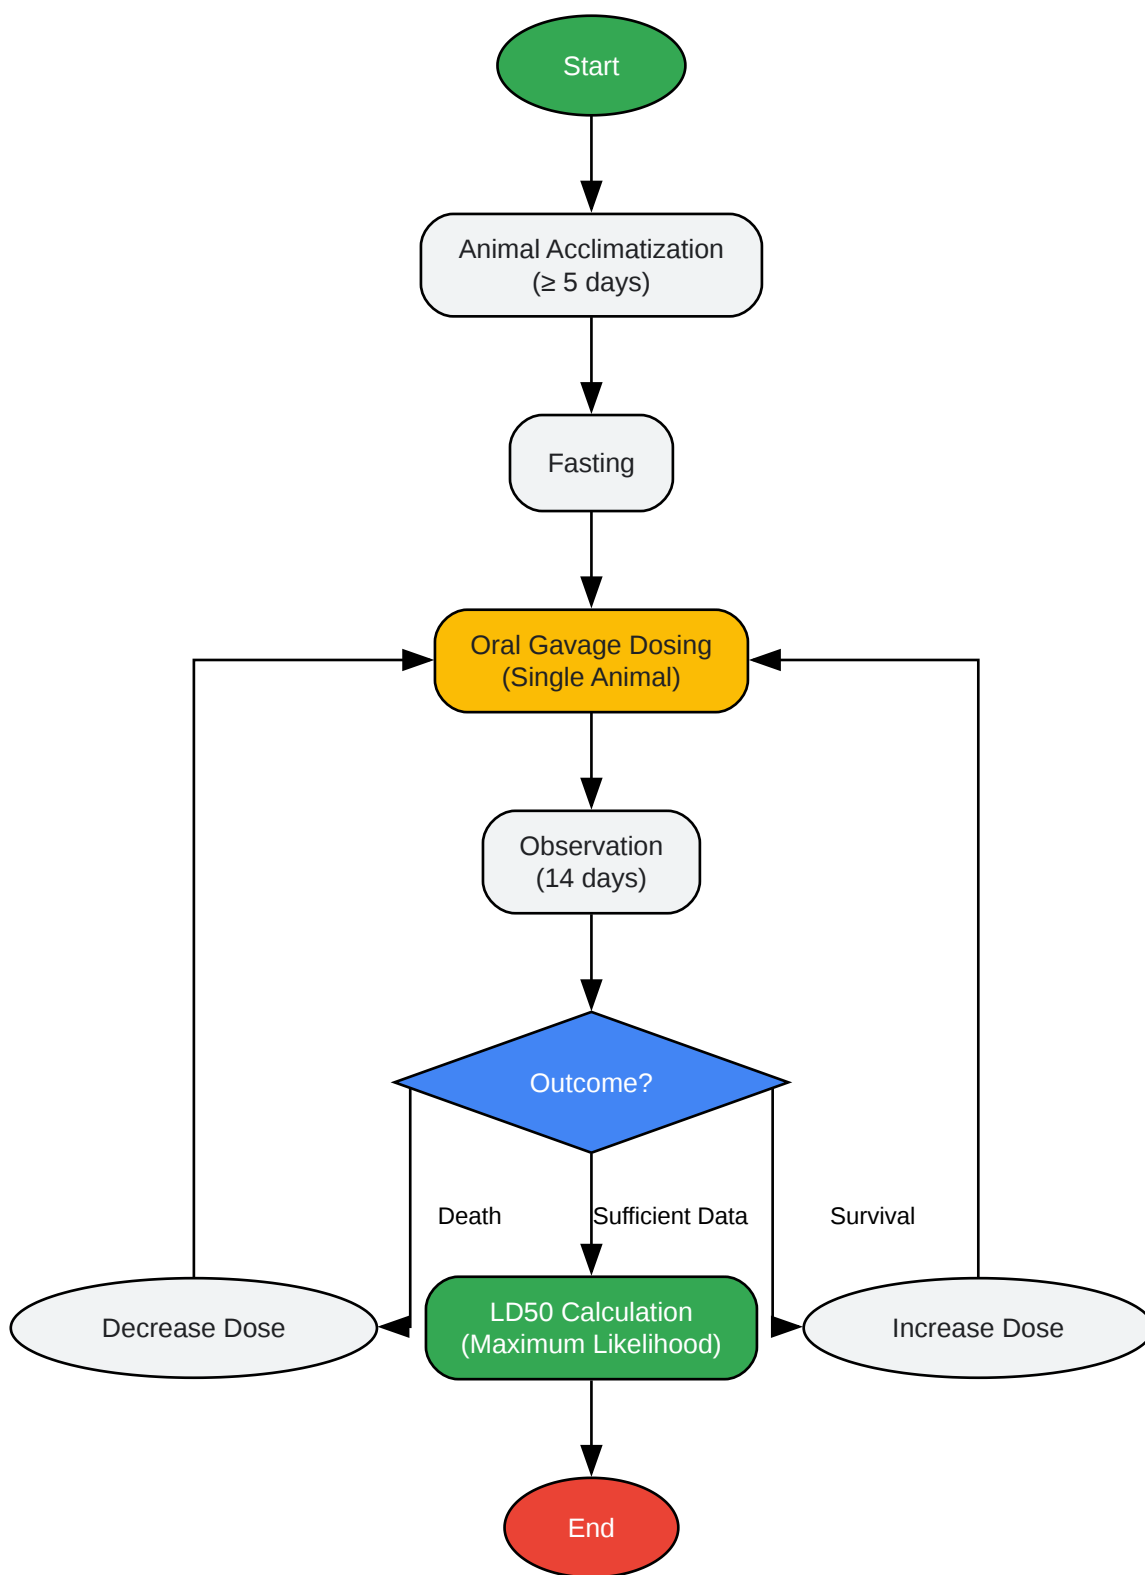 Start
Animal Acclimatization
(≥ 5 days)
Fasting
Oral Gavage Dosing
(Single Animal)
Observation
(14 days)
Outcome?
Death
Sufficient Data
Survival
Decrease Dose
LD50 Calculation
(Maximum Likelihood)
Increase Dose
End